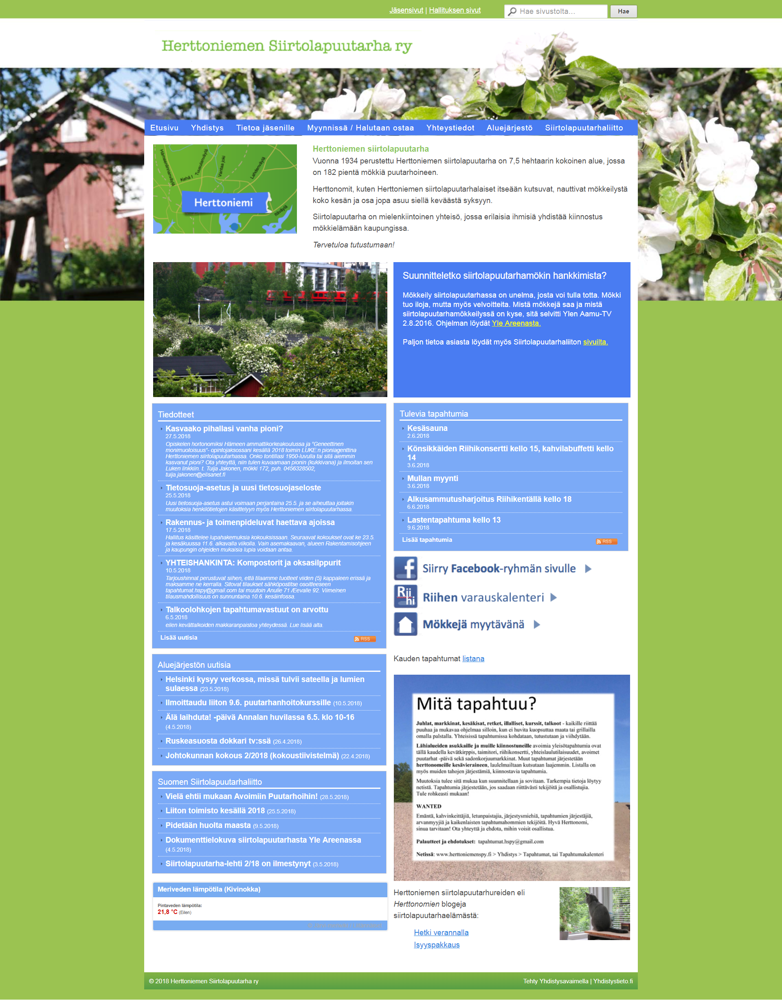 Jäsensivut | Hallituksen sivut
Hae sivustolta...
Hae
Herttoniemen Siirtolapuutarha ry
Etusivu Yhdistys Tietoa jäsenille Myynnissä / Halutaan ostaa Yhteystiedot Aluejärjestö Siirtolapuutarhaliitto
Hämeenlinnanväylä
Kehä I
Tuusulanväylä
Vantaa joki
Lahdenväylä
Herttoniemi
Itäväylä
Herttoniemen siirtolapuutarha
Vuonna 1934 perustettu Herttoniemen siirtolapuutarha on 7,5 hehtaarin kokoinen alue, jossa
on 182 pientä mökkiä puutarhoineen.
Herttonomit, kuten Herttoniemen siirtolapuutarhalaiset itseään kutsuvat, nauttivat mökkeilystä
koko kesän ja osa jopa asuu siellä keväästä syksyyn.
Siirtolapuutarha on mielenkiintoinen yhteisö, jossa erilaisia ihmisiä yhdistää kiinnostus
mökkielämään kaupungissa.
Tervetuloa tutustumaan!
Suunnitteletko siirtolapuutarhamökin hankkimista?
Mökkeily siirtolapuutarhassa on unelma, josta voi tulla totta. Mökki
tuo iloja, mutta myös velvoitteita. Mistä mökkejä saa ja mistä
siirtolapuutarhamökkeilyssä on kyse, sitä selvitti Ylen Aamu-TV
2.8.2016. Ohjelman löydät Yle Areenasta.
Paljon tietoa asiasta löydät myös Siirtolapuutarhaliiton sivuilta.
Tiedotteet
Kasvaako pihallasi vanha pioni?
27.5.2018
Opiskelen hortonomiksi Hämeen ammattikorkeakoulussa ja "Geneettinen
monimuotoisuus"- opintojaksossani kesällä 2018 toimin LUKE:n pioniagenttina
Herttoniemen siirtolapuutarhassa. Onko tontillasi 1950-luvulla tai sitä aiemmin
kasvanut pioni? Ota yhteyttä, niin tulen kuvaamaan pionin (kukkivana) ja ilmoitan sen
Luken linkkiin. t. Tuija Jakonen, mökki 172, puh. 0456328502,
tuija.jakonen@elisanet.fi
Tietosuoja-asetus ja uusi tietosuojaseloste
25.5.2018
Uusi tietosuoja-asetus astui voimaan perjantaina 25.5. ja se aiheuttaa joitakin
muutoksia henkilötietojen käsittelyyn myös Herttoniemen siirtolapuutarhassa.
Rakennus- ja toimenpideluvat haettava ajoissa
17.5.2018
Hallitus käsittelee lupahakemuksia kokouksissaan. Seuraavat kokoukset ovat ke 23.5.
ja kesäkuussa 11.6. alkavalla viikolla. Vain asemakaavan, alueen Rakentamisohjeen
ja kaupungin ohjeiden mukaisia lupia voidaan antaa.
YHTEISHANKINTA: Kompostorit ja oksasilppurit
10.5.2018
Tarjoushinnat perustuvat siihen, että tilaamme tuotteet viiden (5) kappaleen erissä ja
maksamme ne kerralla. Sitovat tilaukset sähköpostitse osoitteeseen
tapahtumat.hspy@gmail.com tai muutoin Anulle 71 /Eevalle 92. Viimeinen
tilausmahdollisuus on sunnuntaina 10.6. kesäinfossa.
Talkoolohkojen tapahtumavastuut on arvottu
6.5.2018
eilen kevättalkoiden makkaranpaistoa yhteydessä. Lue lisää alta.
Lisää uutisia
RSS
Tulevia tapahtumia
Kesäsauna
2.6.2018
Könsikkäiden Riihikonsertti kello 15, kahvilabuffetti kello
14
3.6.2018
Mullan myynti
3.6.2018
Alkusammutusharjoitus Riihikentällä kello 18
6.6.2018
Lastentapahtuma kello 13
9.6.2018
Lisää tapahtumia
RSS
f
Siirry Facebook-ryhmän sivulle
Rii
hi
Riihen varauskalenteri
Mökkejä myytävänä
Kauden tapahtumat listana
Aluejärjestön uutisia
Helsinki kysyy verkossa, missä tulvii sateella ja lumien
sulaessa (23.5.2018)
Ilmoittaudu liiton 9.6. puutarhanhoitokurssille (10.5.2018)
Älä laihduta! -päivä Annalan huvilassa 6.5. klo 10-16
(4.5.2018)
Ruskeasuosta dokkari tv:ssä (26.4.2018)
Johtokunnan kokous 2/2018 (kokoustiivistelmä) (22.4.2018)
Suomen Siirtolapuutarhaliitto
Vielä ehtii mukaan Avoimiin Puutarhoihin! (28.5.2018)
Liiton toimisto kesällä 2018 (25.5.2018)
Pidetään huolta maasta (9.5.2018)
Dokumenttielokuva siirtolapuutarhasta Yle Areenassa
(4.5.2018)
Siirtolapuutarha-lehti 2/18 on ilmestynyt (3.5.2018)
Meriveden lämpötila (Kivinokka)
Pintaveden lämpötila:
21,8 °C (Eilen)
Mitä tapahtuu?
Juhlat, markkinat, kesäkisat, retket, illalliset, kurssit, talkoot - kaikille riittää
puuhaa ja mukavaa ohjelmaa silloin, kun ei huvita kuopsuttaa maata tai grillailla
omalla palstalla. Yhteisissä tapahtumissa kohdataan, tutustutaan ja viihdytään.
Lähialueiden asukkaille ja muille kiinnostuneille avoimia yleisötapahtumia ovat
tällä kaudella kevätkirppis, taimitori, riihikonsertti, yhteislaulutilaisuudet, avoimet
puutarhat -päivä sekä sadonkorjuumarkkinat. Muut tapahtumat järjestetään
herttonomeille kesävieraineen, laulelmailtaan kutsutaan laajemmin. Listalla on
myös muiden tahojen järjestämiä, kiinnostavia tapahtumia.
Muutoksia tulee sitä mukaa kun suunnitellaan ja sovitaan. Tarkempia tietoja löytyy
netistä. Tapahtumia järjestetään, jos saadaan riittävästi tekijöitä ja osallistujia.
Tule rohkeasti mukaan!
WANTED
Emäntä, kahvinkeittäjiä, letunpaistajia, järjestysmiehiä, tapahtumien järjestäjiä,
arvanmyyjiä ja kaikenlaisten tapahtumahommien tekijöitä. Hyvä Herttonomi,
sinua tarvitaan! Ota yhteyttä ja ehdota, mihin voisit osallistua.
Palautteet ja ehdotukset: tapahtumat.hspy@gmail.com
Netissä: www.herttoniemenspy.fi > Yhdistys > Tapahtumat, tai Tapahtumakalenteri
Herttoniemen siirtolapuutarhureiden eli
Herttonomien blogeja
siirtolapuutarhaelämästä:
Hetki verannalla
Isyyspakkaus
© 2018 Herttoniemen Siirtolapuutarha ry
Tehty Yhdistysavaimella | Yhdistystieto.fi